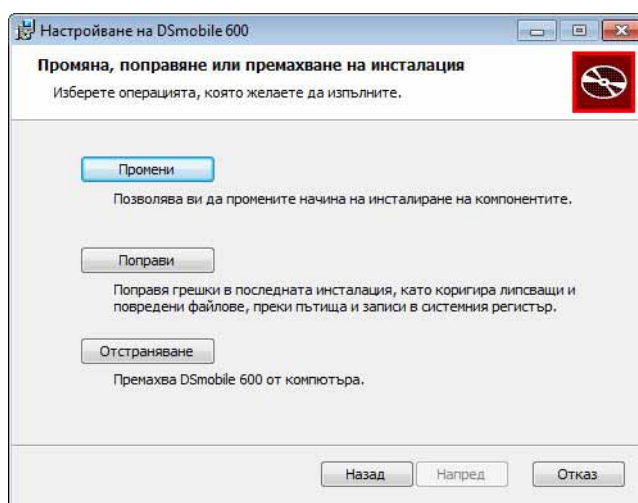 Настройване на DSmobile 600
Промяна, поправяне или премахване на инсталация
Изберете операцията, която желаете да изпълните.
Промени
Позволява ви да промените начина на инсталиране на компонентите.
Поправи
Поправя грешки в последната инсталация, като коригира липсващи и
повредени файлове, преки пътища и записи в системния регистър.
Отстраняване
Премахва DSmobile 600 от компютъра.
Назад
Напред
Отказ